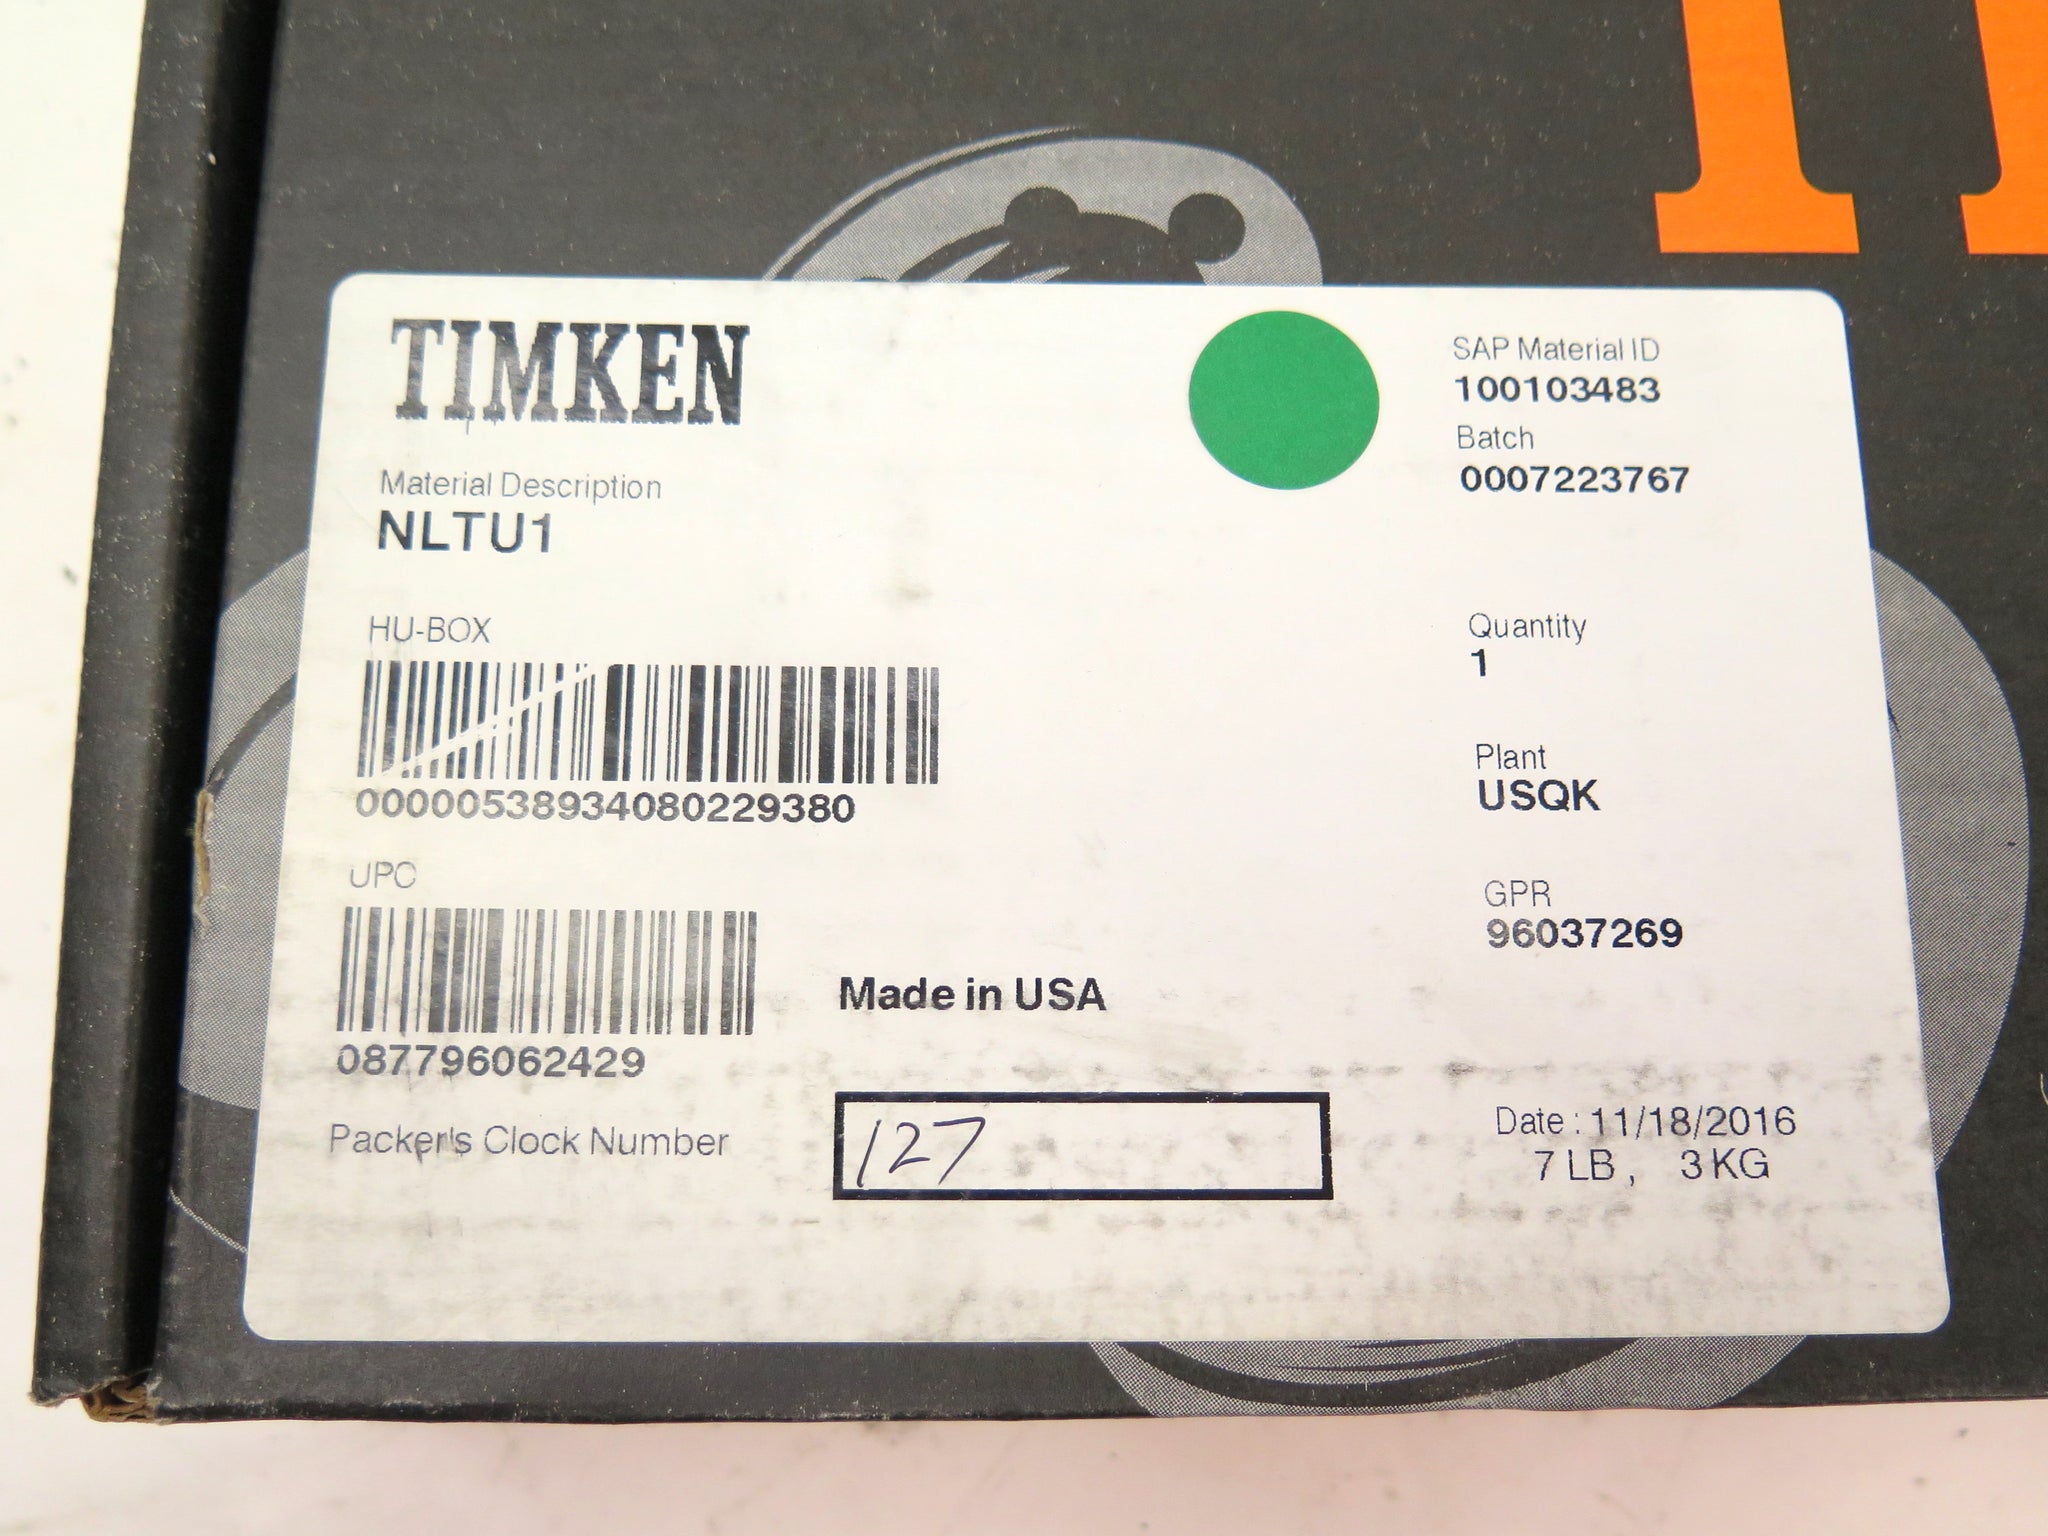 TIMKEN
Material Description
NLTU1
HU-BOX
00000538934080229380
UPC
087796062429
Packer's Clock Number
127
Made in USA
SAP Material ID
100103483
Batch
0007223767
Quantity
1
Plant
USQK
GPR
96037269
Date : 11/18/2016
7 LB , 3 KG